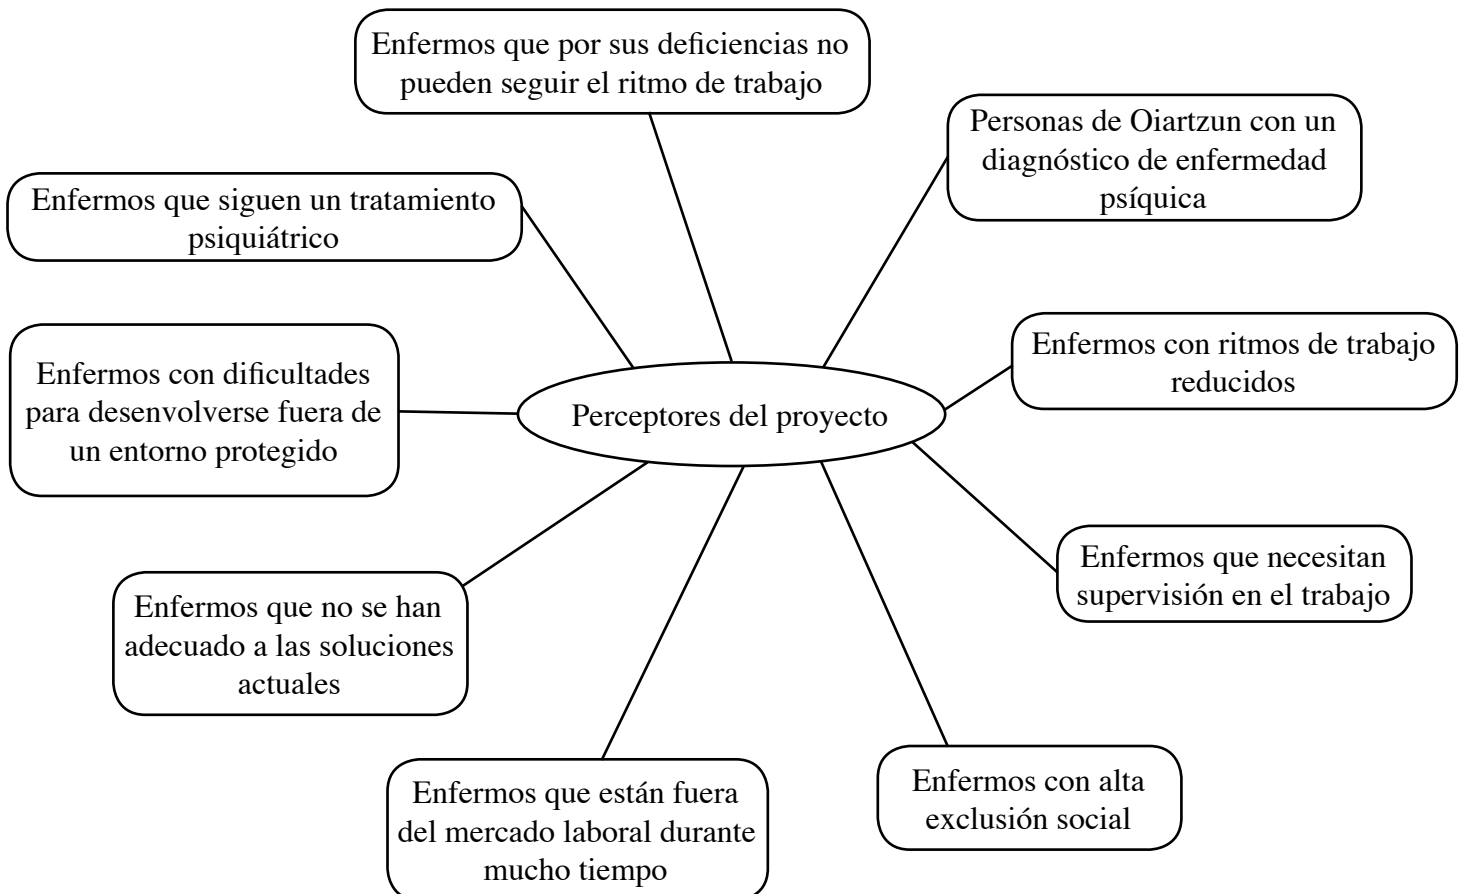 Enfermos que por sus deficiencias no
pueden seguir el ritmo de trabajo
Personas de Oiartzun con un
diagnóstico de enfermedad
psíquica
Enfermos que siguen un tratamiento
psiquiátrico
Enfermos con ritmos de trabajo
reducidos
Enfermos con dificultades
para desenvolverse fuera de
un entorno protegido
Perceptores del proyecto
Enfermos que necesitan
supervisión en el trabajo
Enfermos que no se han
adecuado a las soluciones
actuales
Enfermos que están fuera
del mercado laboral durante
mucho tiempo
Enfermos con alta
exclusión social